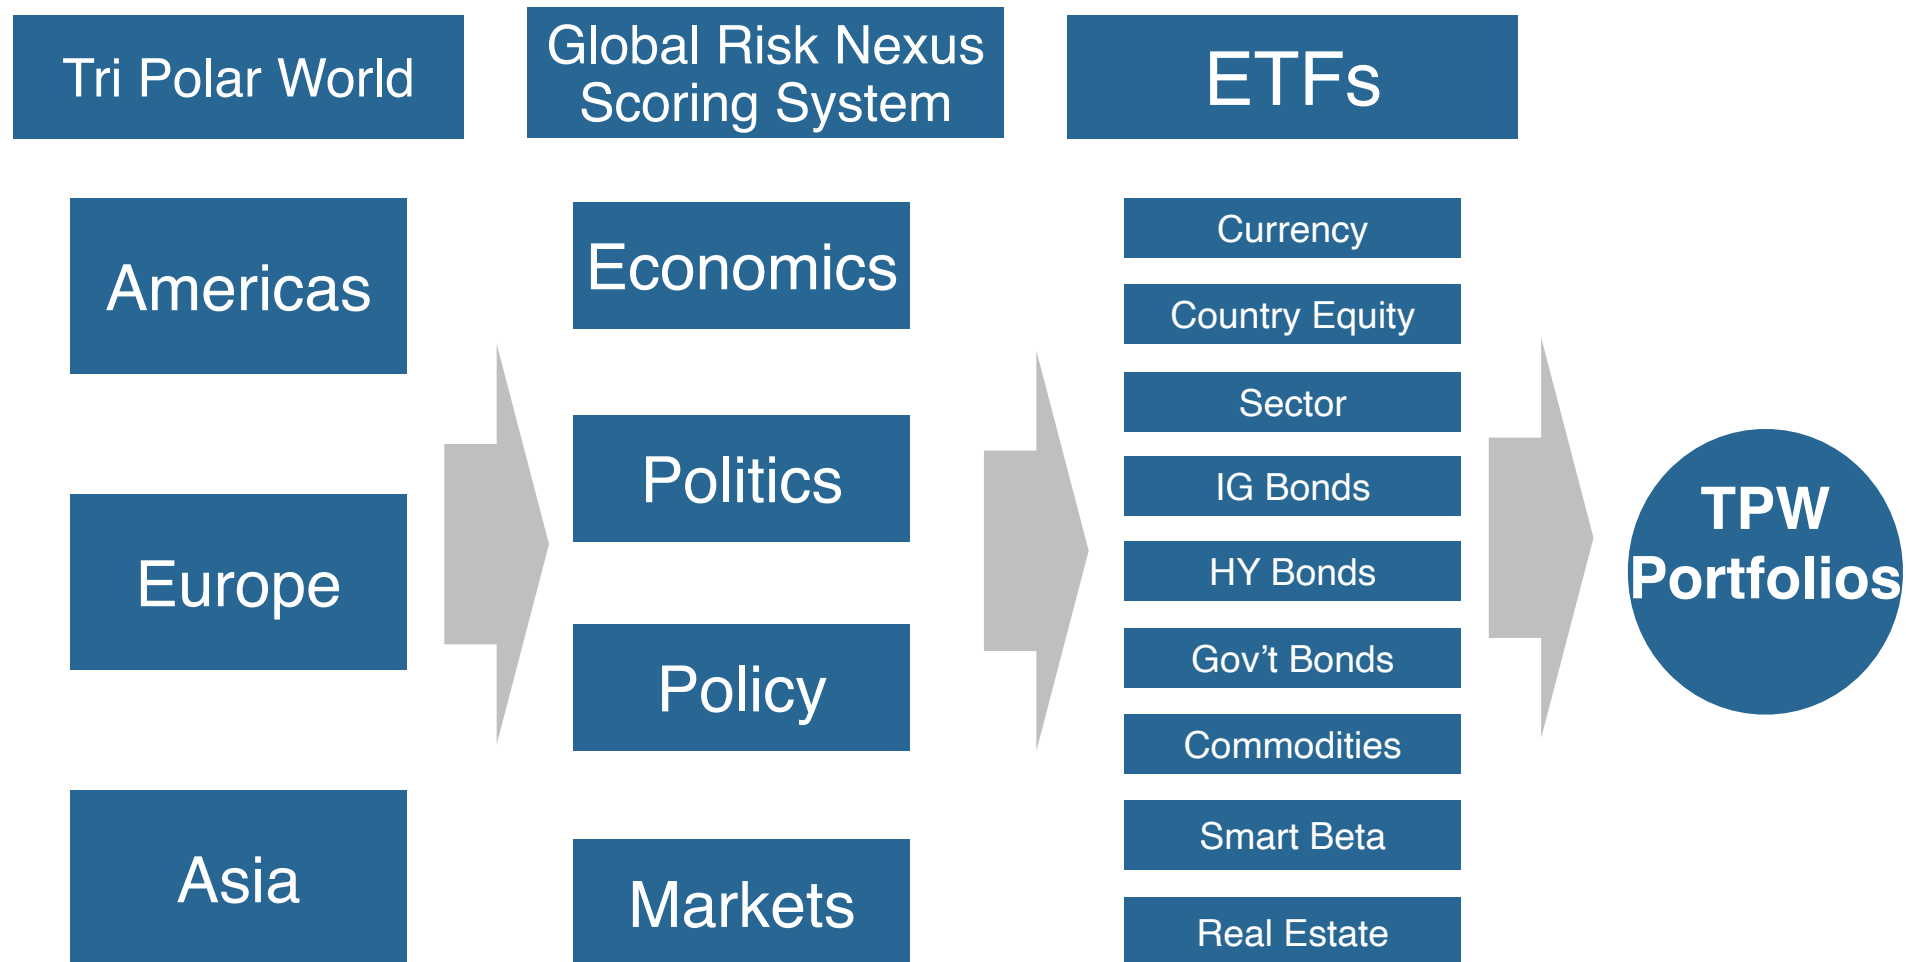 Tri Polar World
Global Risk Nexus
Scoring System
ETFs
Americas
Europe
Asia
Economics
Politics
Policy
Markets
Currency
Country Equity
Sector
IG Bonds
HY Bonds
Gov’t Bonds
Commodities
Smart Beta
Real Estate
TPW
Portfolios